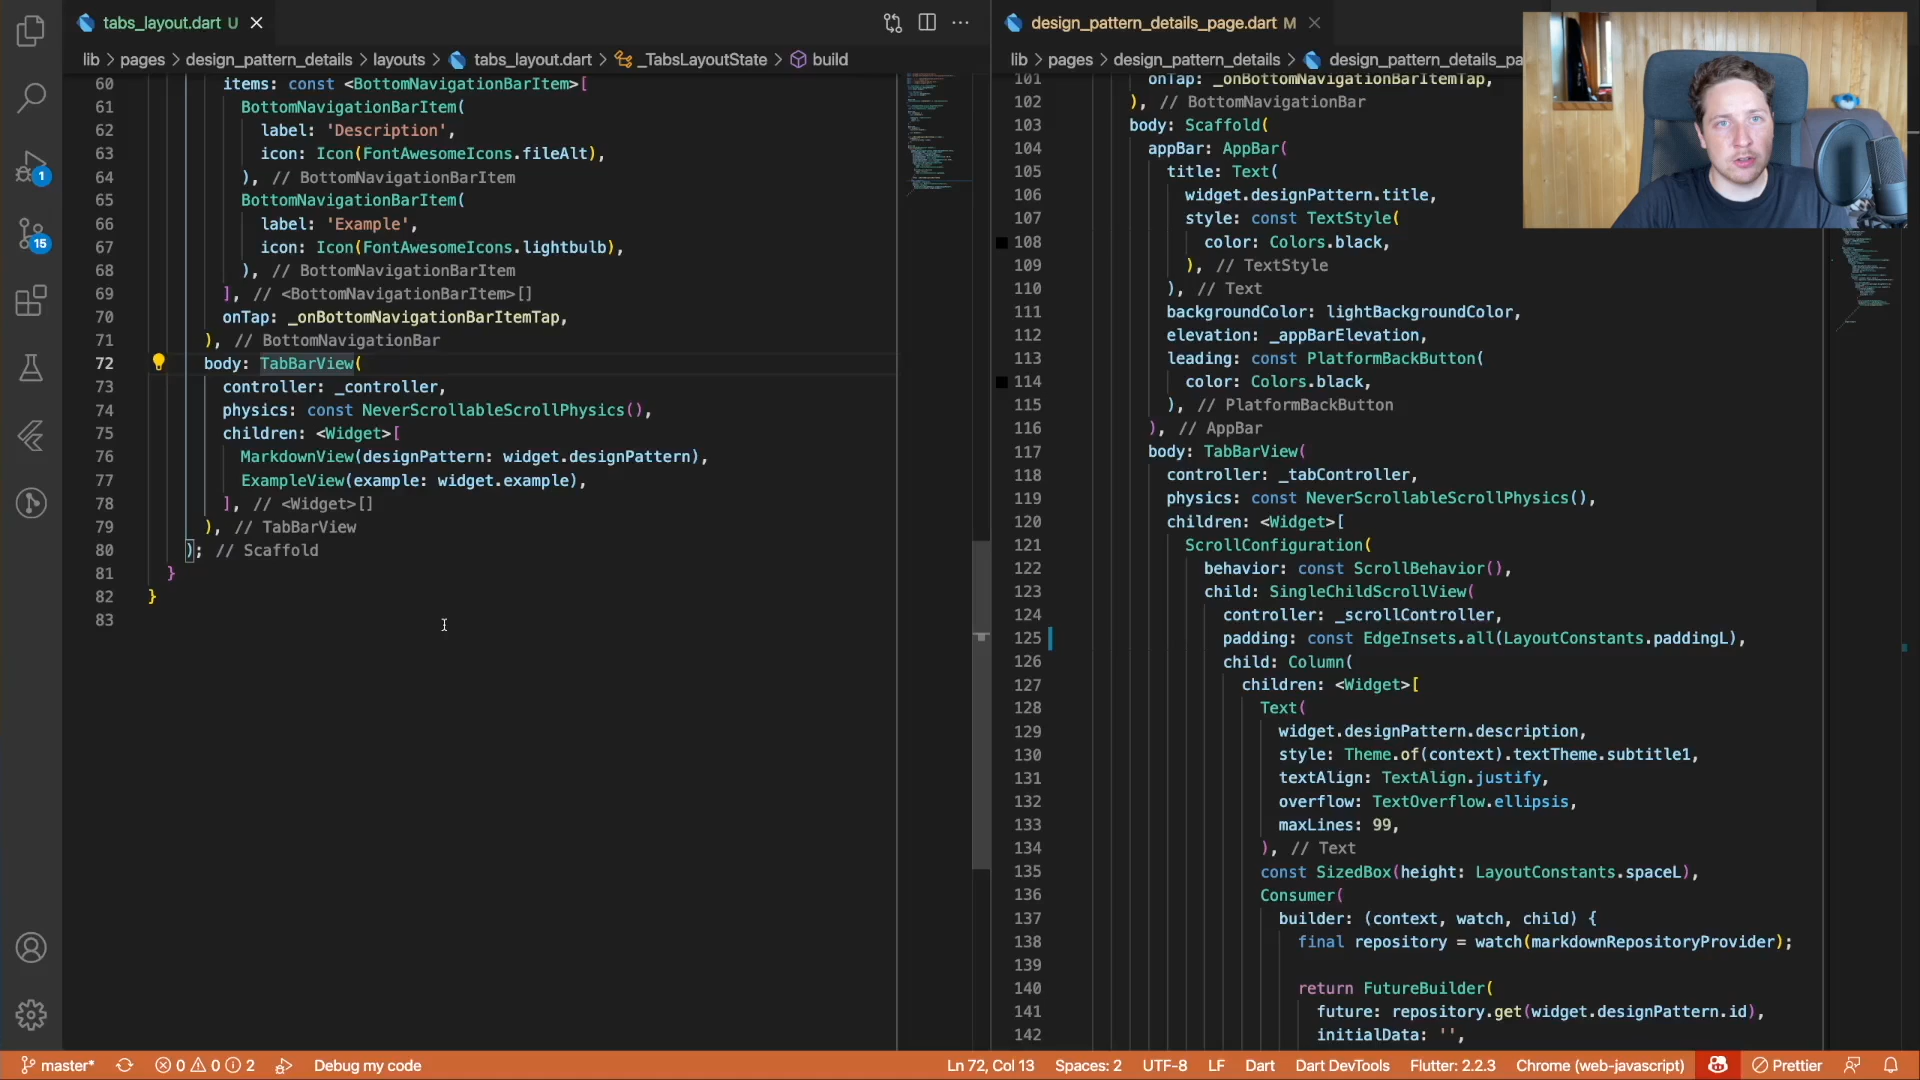 tabs_layout.dart U
lib > pages > design_pattern_details > layouts > tabs_layout.dart > _TabsLayoutState > build
60 items: const <BottomNavigationBarItem>[
61 BottomNavigationBarItem(
62 label: 'Description',
63 icon: Icon(FontAwesomeIcons.fileAlt),
64 ), // BottomNavigationBarItem
65 BottomNavigationBarItem(
66 label: 'Example',
67 icon: Icon(FontAwesomeIcons.lightbulb),
68 ), // BottomNavigationBarItem
69 ], // <BottomNavigationBarItem>[]
70 onTap: _onBottomNavigationBarItemTap,
71 ), // BottomNavigationBar
72 body: TabBarView(
73 controller: _controller,
74 physics: const NeverScrollableScrollPhysics(),
75 children: <Widget>[
76 MarkdownView(designPattern: widget.designPattern),
77 ExampleView(example: widget.example),
78 ], // <Widget>[]
79 ), // TabBarView
80 ); // Scaffold
81 }
82 }
83
1
15
design_pattern_details_page.dart M
lib > pages > design_pattern_details > design_pattern_details_pa
101 onTap: _onBottomNavigationBarItemTap,
102 ), // BottomNavigationBar
103 body: Scaffold(
104 appBar: AppBar(
105 title: Text(
106 widget.designPattern.title,
107 style: const TextStyle(
108 color: Colors.black,
109 ), // TextStyle
110 ), // Text
111 backgroundColor: lightBackgroundColor,
112 elevation: _appBarElevation,
113 leading: const PlatformBackButton(
114 color: Colors.black,
115 ), // PlatformBackButton
116 ), // AppBar
117 body: TabBarView(
118 controller: _tabController,
119 physics: const NeverScrollableScrollPhysics(),
120 children: <Widget>[
121 ScrollConfiguration(
122 behavior: const ScrollBehavior(),
123 child: SingleChildScrollView(
124 controller: _scrollController,
125 padding: const EdgeInsets.all(LayoutConstants.paddingL),
126 child: Column(
127 children: <Widget>[
128 Text(
129 widget.designPattern.description,
130 style: Theme.of(context).textTheme.subtitle1,
131 textAlign: TextAlign.justify,
132 overflow: TextOverflow.ellipsis,
133 maxLines: 99,
134 ), // Text
135 const SizedBox(height: LayoutConstants.spaceL),
136 Consumer(
137 builder: (context, watch, child) {
138 final repository = watch(markdownRepositoryProvider);
139
140 return FutureBuilder(
141 future: repository.get(widget.designPattern.id),
142 initialData: '',
master* 0 0 2 Debug my code Ln 72, Col 13 Spaces: 2 UTF-8 LF Dart Dart DevTools Flutter: 2.2.3 Chrome (web-javascript) Prettier